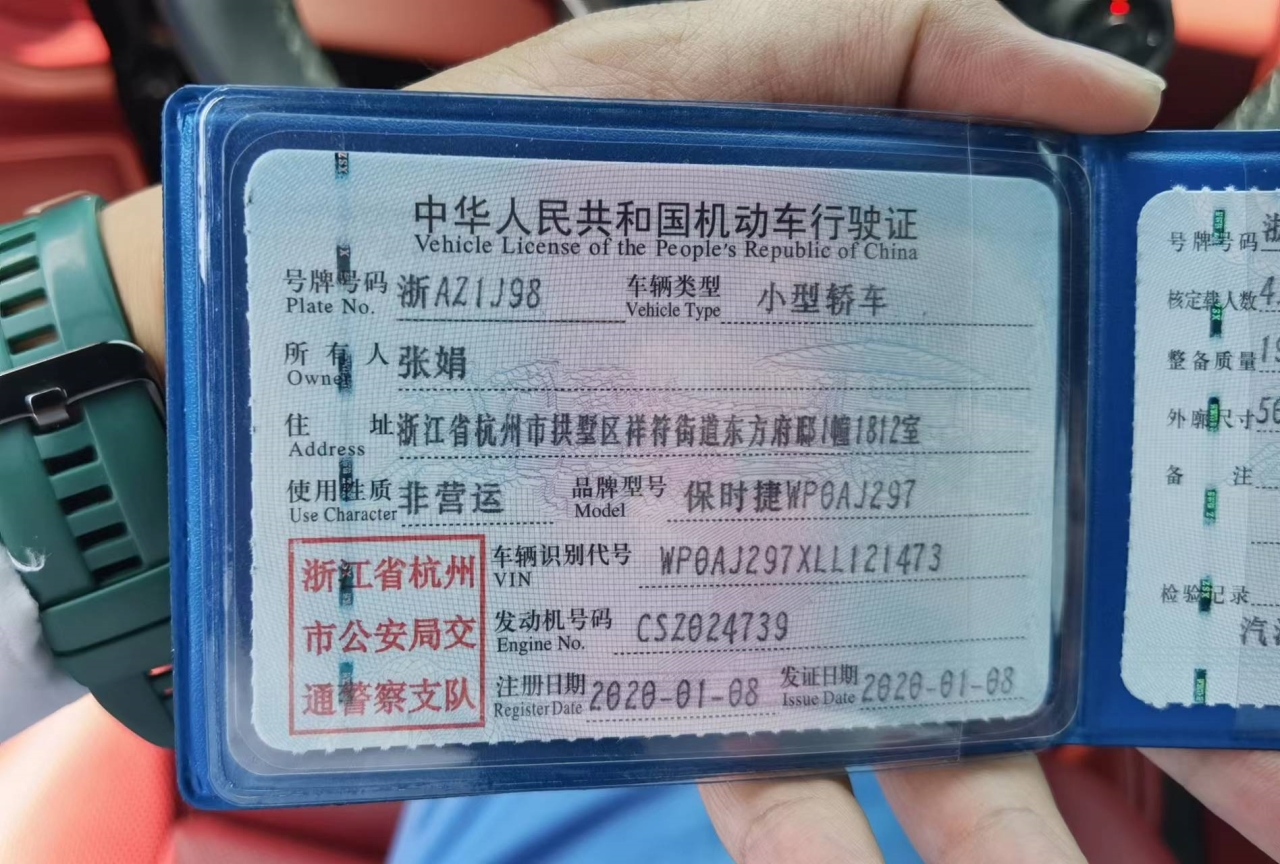 中华人民共和国机动车行驶证
Vehicle License of the People's Republic of China
号牌号码 浙AZ1J98 车辆类型 小型轿车
Plate No. Vehicle Type
所有人 张娟
Owner
住址 浙江省杭州市拱墅区祥符街道东方府邸1幢1812室
Address
使用性质 非营运 品牌型号 保时捷WP0AJ297
Use Character Model
车辆识别代号 WP0AJ297XLL121473
VIN
发动机号码 CSZ024739
Engine No.
注册日期 2020-01-08 发证日期 2020-01-08
Register Date Issue Date
浙江省杭州
市公安局交
通警察支队
号牌号码 浙
核定载人数 4
整备质量 19
外廓尺寸 50
备注
检验记录
汽